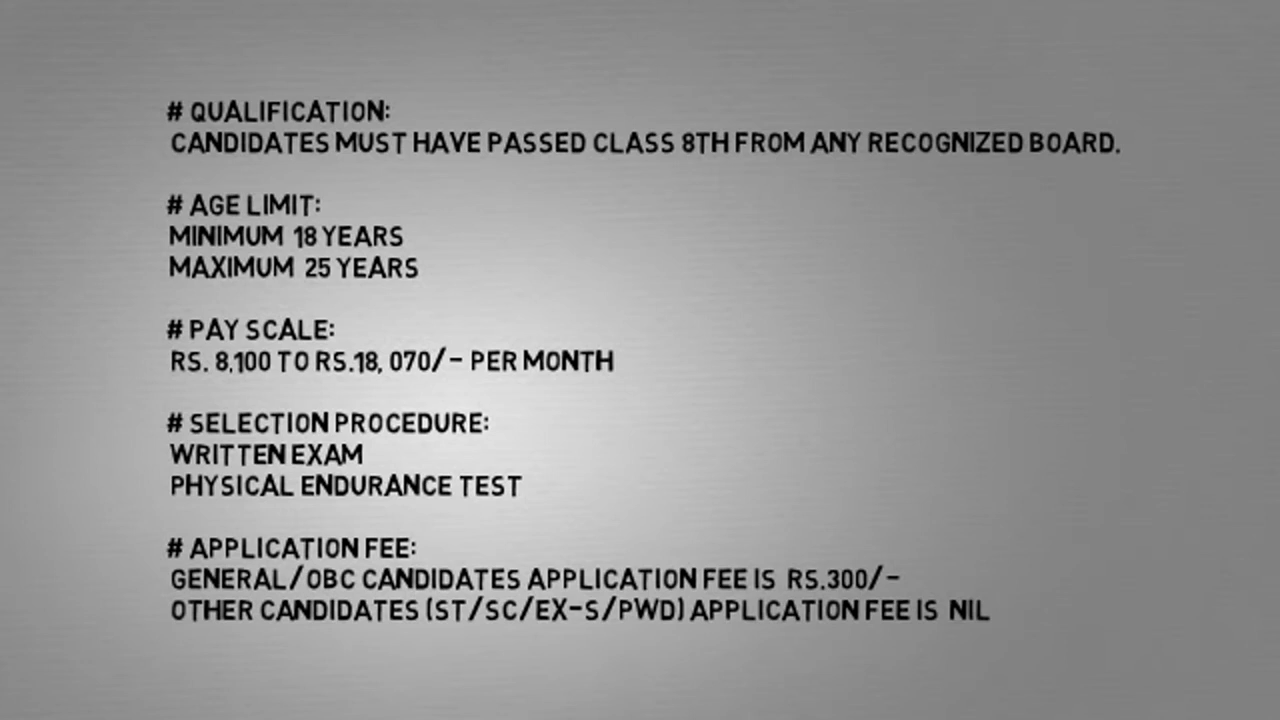 # QUALIFICATION:
CANDIDATES MUST HAVE PASSED CLASS 8TH FROM ANY RECOGNIZED BOARD.
# AGE LIMIT:
MINIMUM 18 YEARS
MAXIMUM 25 YEARS
# PAY SCALE:
RS. 8,100 TO RS.18, 070/- PER MONTH
# SELECTION PROCEDURE:
WRITTEN EXAM
PHYSICAL ENDURANCE TEST
# APPLICATION FEE:
GENERAL/OBC CANDIDATES APPLICATION FEE IS RS.300/-
OTHER CANDIDATES (ST/SC/EX-S/PWD) APPLICATION FEE IS NIL